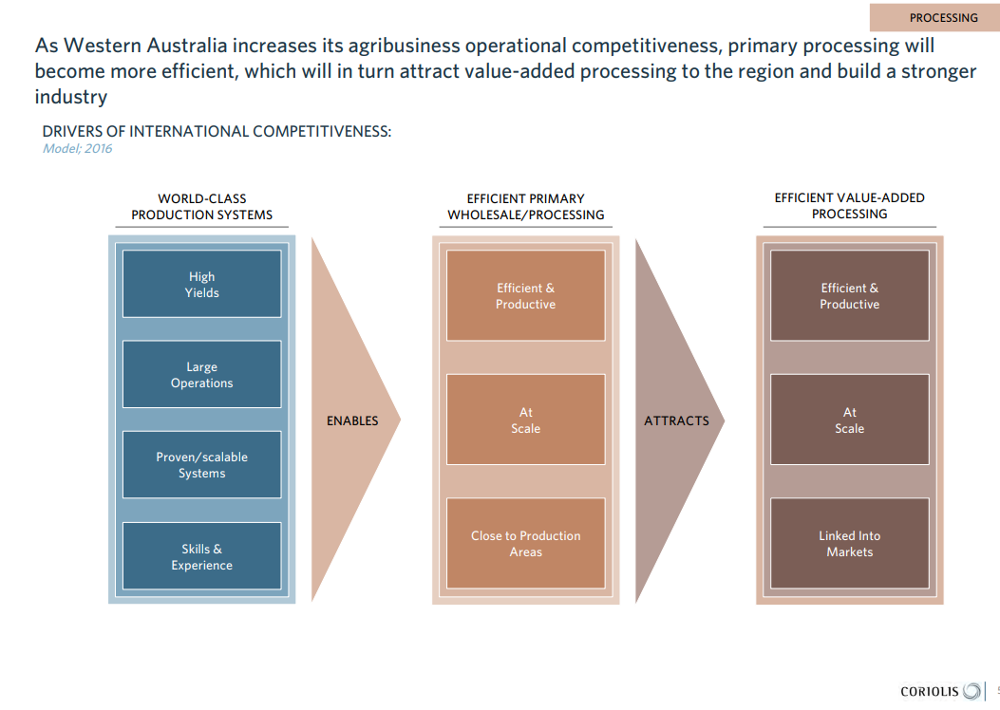 PROCESSING
As Western Australia increases its agribusiness operational competitiveness, primary processing will
become more efficient, which will in turn attract value-added processing to the region and build a stronger
industry
DRIVERS OF INTERNATIONAL COMPETITIVENESS:
Model; 2016
WORLD-CLASS
PRODUCTION SYSTEMS
High
Yields
Large
Operations
Proven/scalable
Systems
Skills &
Experience
ENABLES
EFFICIENT PRIMARY
WHOLESALE/PROCESSING
Efficient &
Productive
At
Scale
Close to Production
Areas
ATTRACTS
EFFICIENT VALUE-ADDED
PROCESSING
Efficient &
Productive
At
Scale
Linked Into
Markets
CORIOLIS